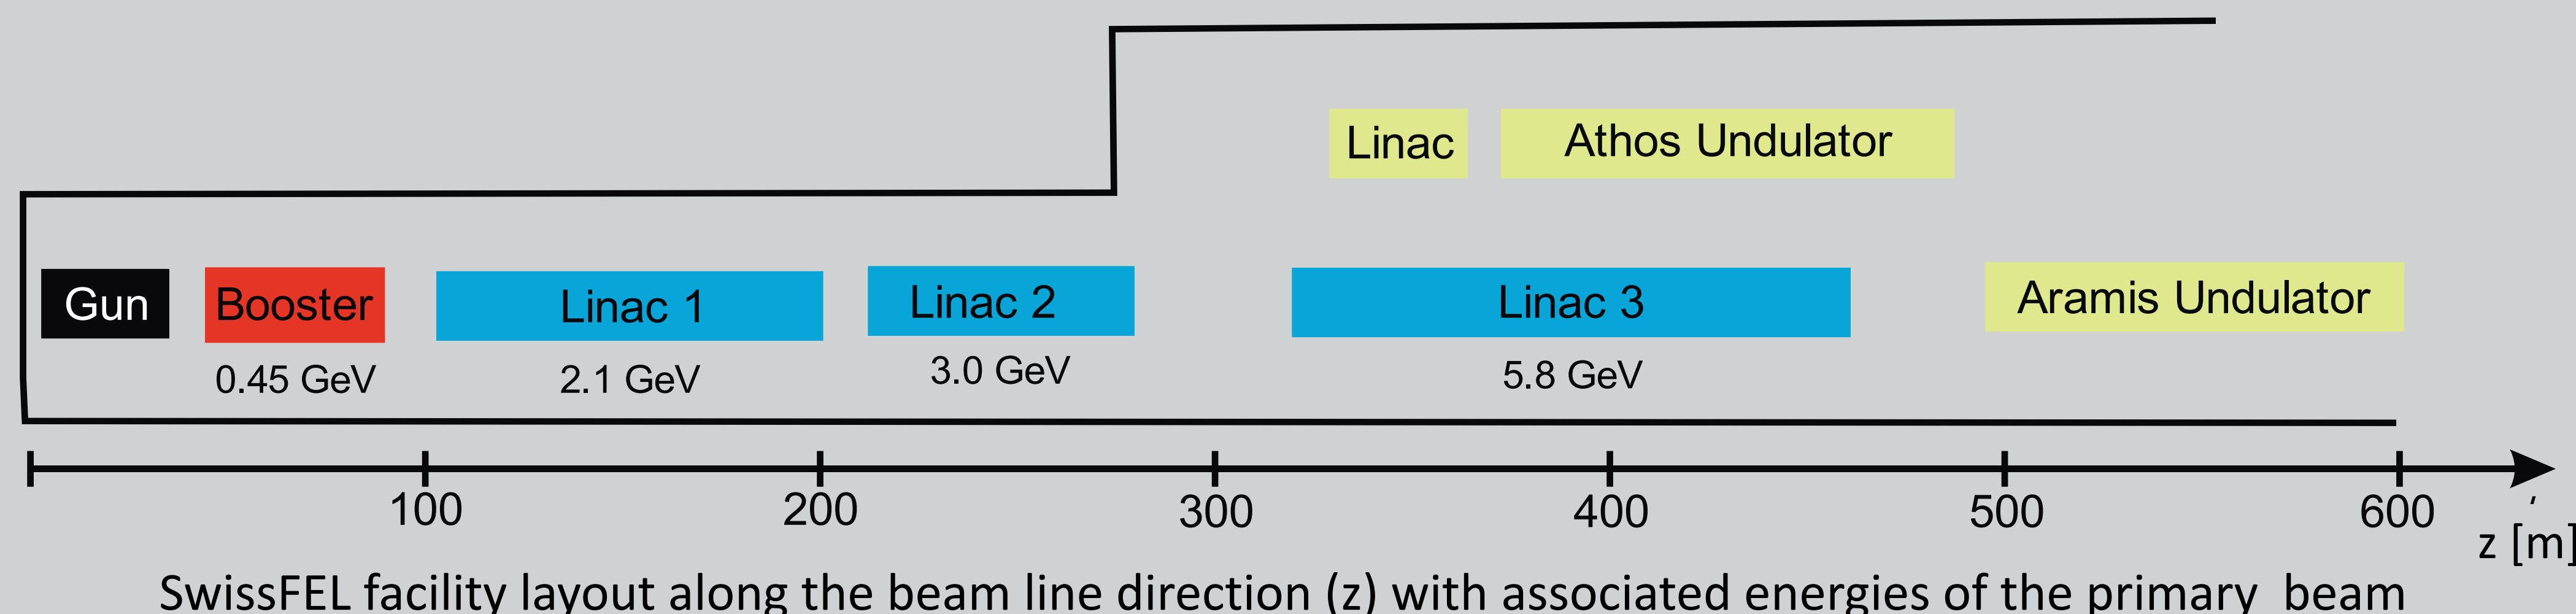 Linac Athos Undulator
Gun Booster Linac 1 Linac 2 Linac 3 Aramis Undulator
0.45 GeV 2.1 GeV 3.0 GeV 5.8 GeV
100 200 300 400 500 600
z [m]
SwissFEL facility layout along the beam line direction (z) with associated energies of the primary beam